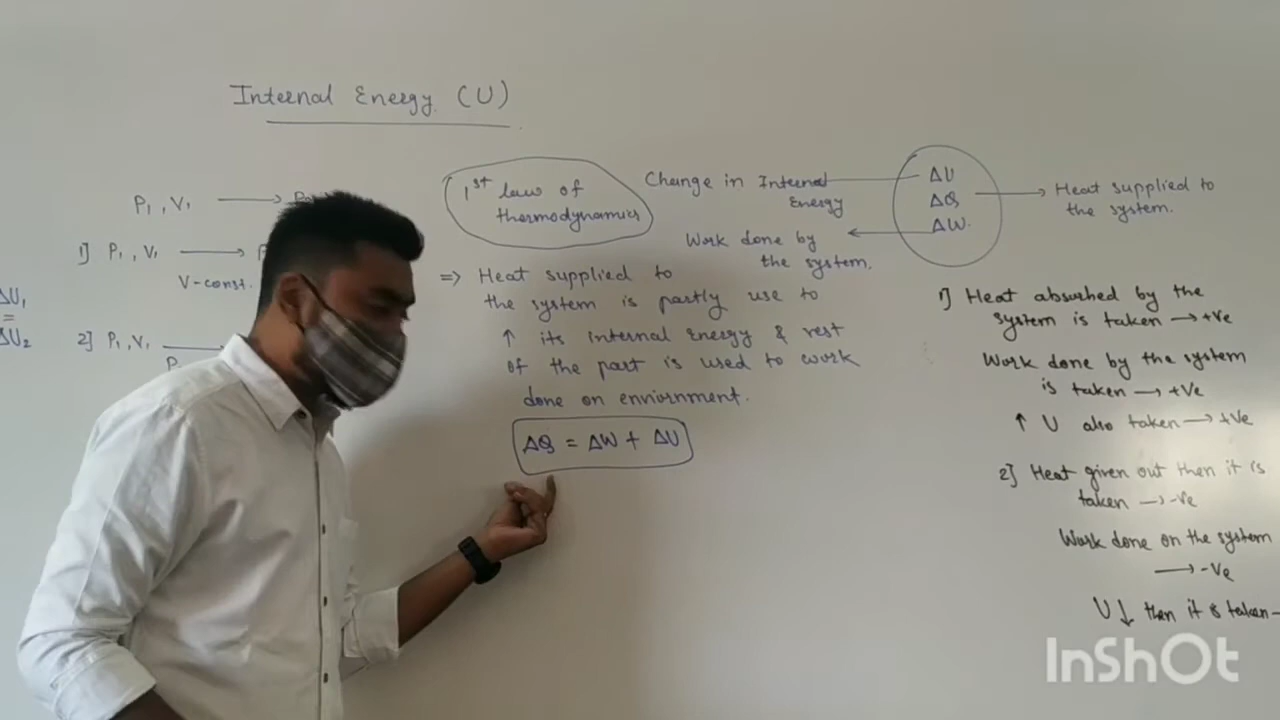 Internal Energy (U)
P1, V1 →
1] P1, V1 → P
V-const.
ΔU1
=
ΔU2
2] P1, V1
P
1st law of
thermodynamics
Change in Internal
Energy
ΔU
ΔQ
ΔW
Heat supplied to
the system.
Work done by
the system.
=> Heat supplied to
the system is partly use to
↑ its internal energy & rest
of the part is used to work
done on enviornment.
ΔQ = ΔW + ΔU
1] Heat absorbed by the
system is taken → +ve
Work done by the system
is taken → +ve
↑ U also taken → +ve
2] Heat given out then it is
taken → -ve
Work done on the system
→ -ve
U ↓ then it is taken -
InShOt